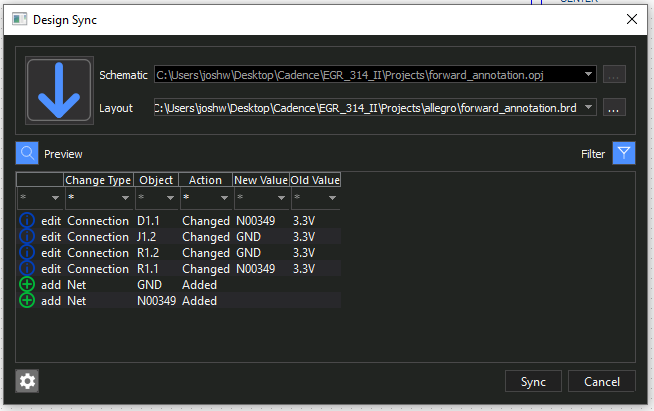 CENTER
Design Sync
Schematic C:\Users\joshw\Desktop\Cadence\EGR_314_II\Projects\forward_annotation.opj ...
Layout C:\Users\joshw\Desktop\Cadence\EGR_314_II\Projects\allegro\forward_annotation.brd ...
Preview Filter
Change Type Object Action New Value Old Value
* * * * * *
edit Connection D1.1 Changed N00349 3.3V
edit Connection J1.2 Changed GND 3.3V
edit Connection R1.2 Changed GND 3.3V
edit Connection R1.1 Changed N00349 3.3V
add Net GND Added
add Net N00349 Added
Sync Cancel